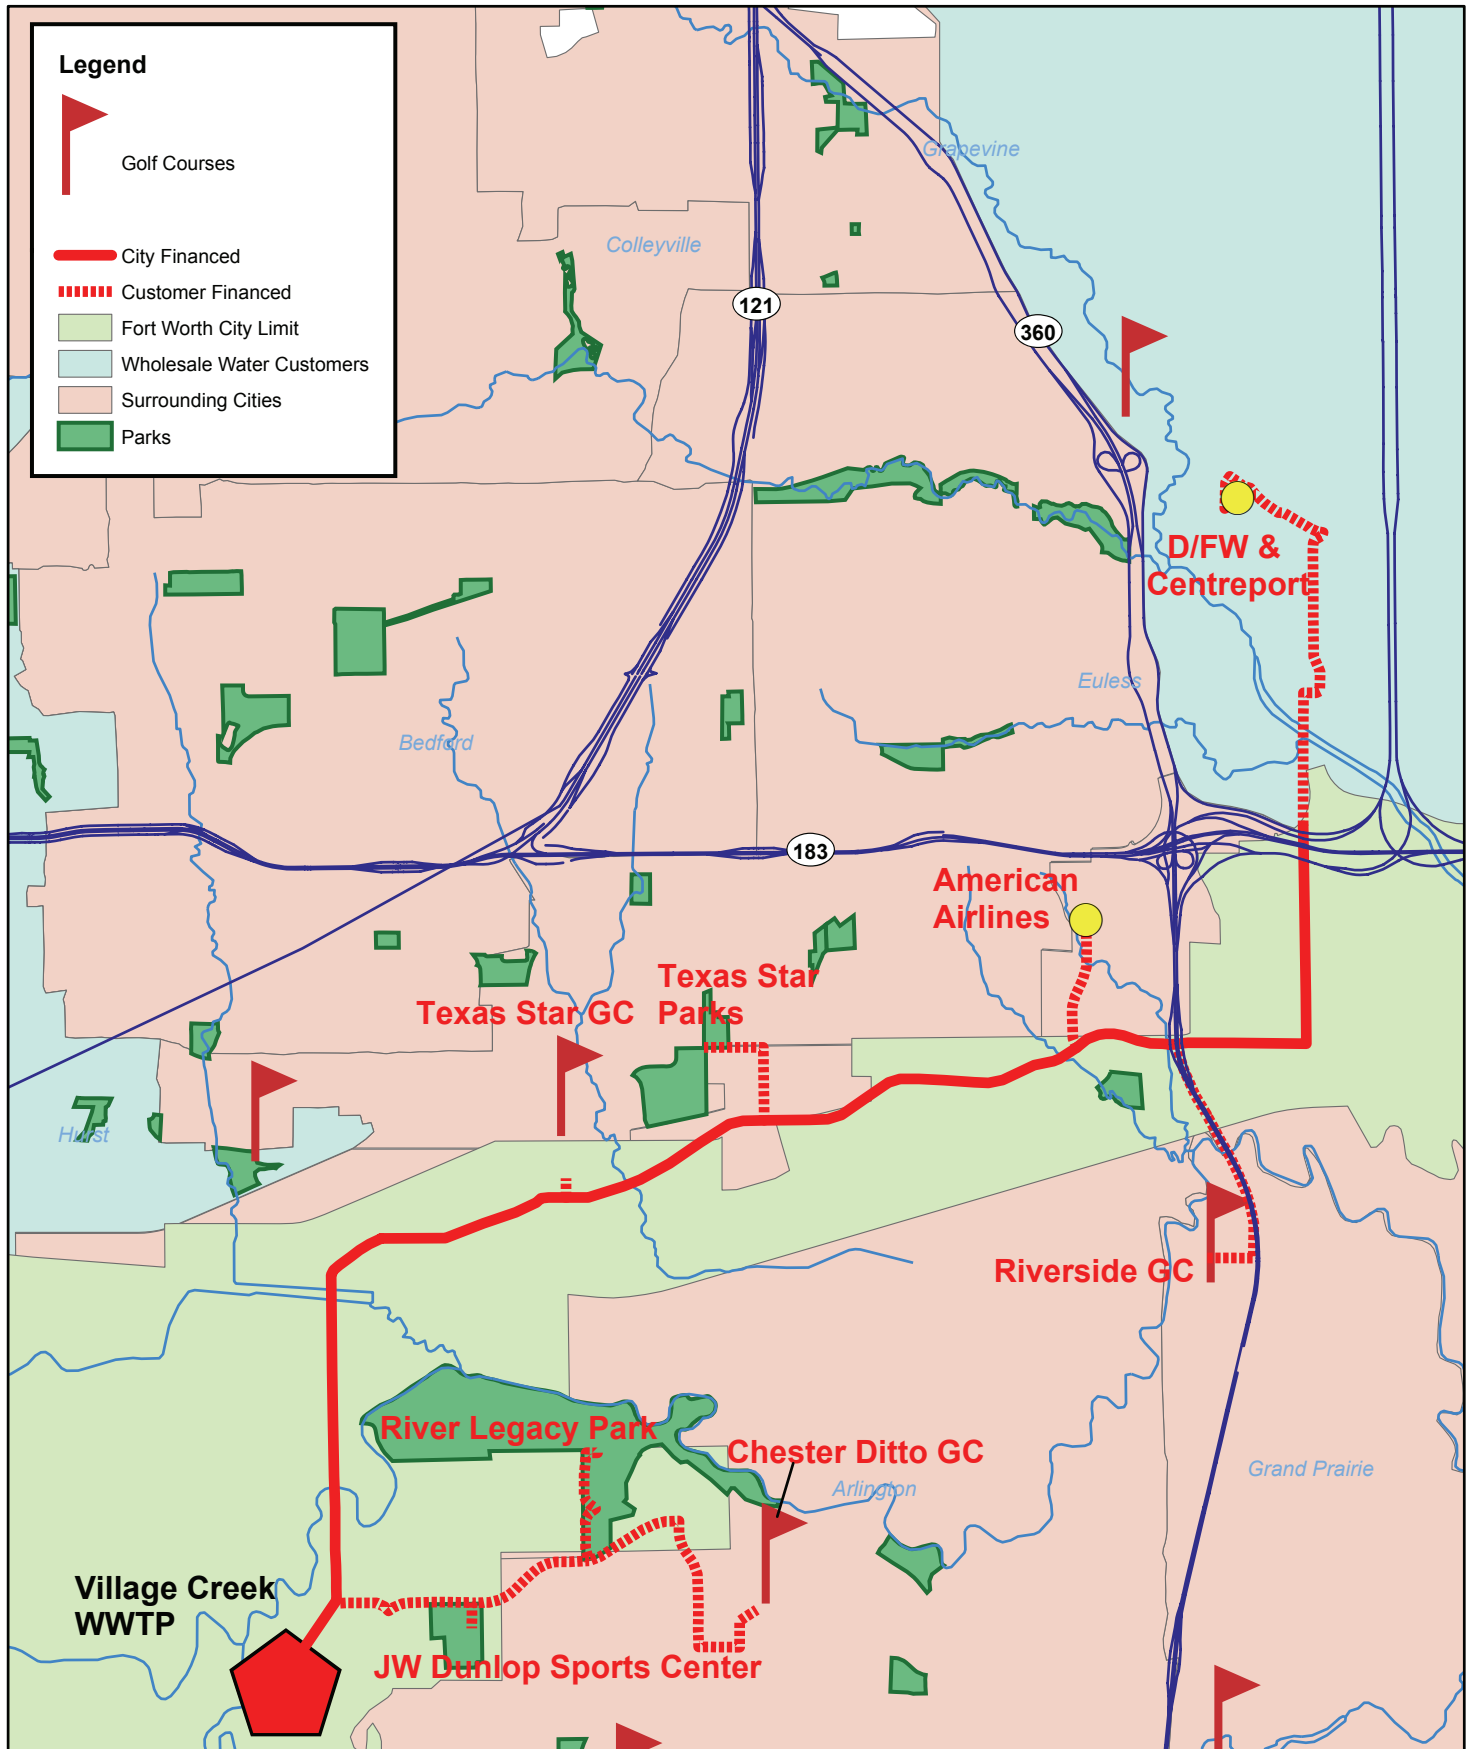 Legend
Golf Courses
City Financed
Customer Financed
Fort Worth City Limit
Wholesale Water Customers
Surrounding Cities
Parks
Grapevine
Colleyville
121
360
D/FW &
Centreport
Euless
Bedford
183
American
Airlines
Texas Star
Parks
Texas Star GC
Hurst
Riverside GC
River Legacy Park
Chester Ditto GC
Arlington
Grand Prairie
Village Creek
WWTP
JW Dunlop Sports Center